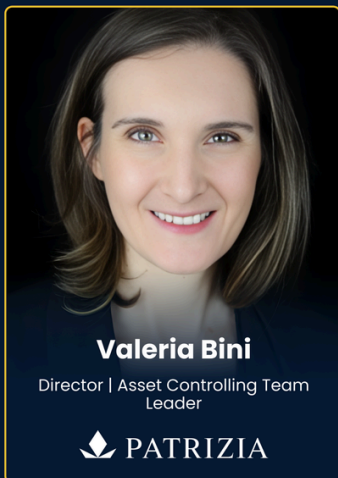 Valeria Bini
Director | Asset Controlling Team
Leader
PATRIZIA